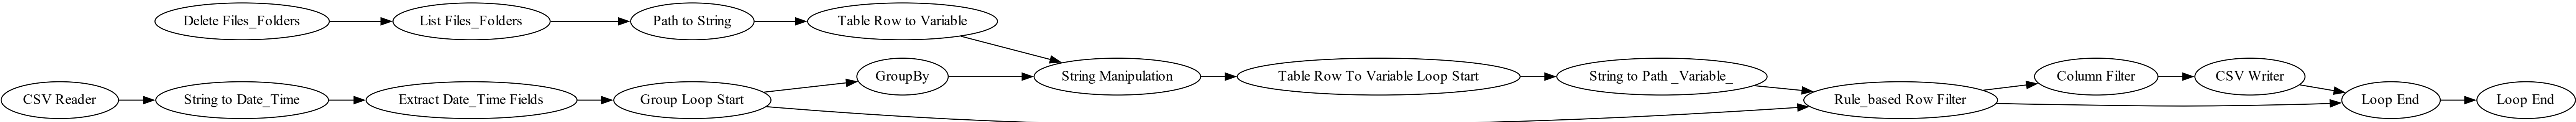 Delete Files_Folders
List Files_Folders
Path to String
Table Row to Variable
GroupBy
String Manipulation
Table Row To Variable Loop Start
String to Path _Variable_
Column Filter
CSV Writer
CSV Reader
String to Date_Time
Extract Date_Time Fields
Group Loop Start
Rule_based Row Filter
Loop End
Loop End